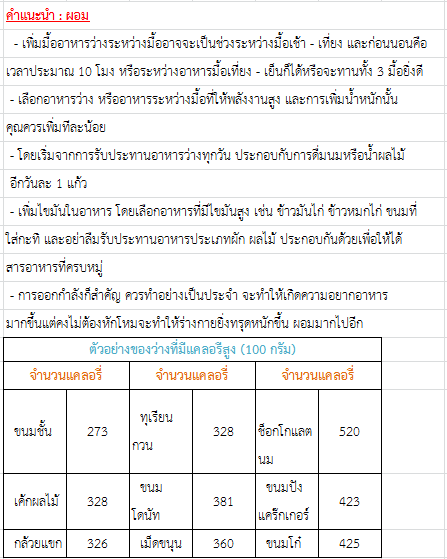 คำแนะนำ : ผอม
- เพิ่มมื้ออาหารว่างระหว่างมื้ออาจจะเป็นช่วงระหว่างมื้อเช้า - เที่ยง และก่อนนอนคือ
เวลาประมาณ 10 โมง หรือระหว่างอาหารมื้อเที่ยง - เย็นก็ได้หรือจะทานทั้ง 3 มื้อยิ่งดี
- เลือกอาหารว่าง หรืออาหารระหว่างมื้อที่ให้พลังงานสูง และการเพิ่มน้ำหนักนั้น
คุณควรเพิ่มทีละน้อย
- โดยเริ่มจากการรับประทานอาหารว่างทุกวัน ประกอบกับการดื่มนมหรือน้ำผลไม้
อีกวันละ 1 แก้ว
- เพิ่มไขมันในอาหาร โดยเลือกอาหารที่มีไขมันสูง เช่น ข้าวมันไก่ ข้าวหมกไก่ ขนมที่
ใส่กะทิ และอย่าลืมรับประทานอาหารประเภทผัก ผลไม้ ประกอบกันด้วยเพื่อให้ได้
สารอาหารที่ครบหมู่
- การออกกำลังก็สำคัญ ควรทำอย่างเป็นประจำ จะทำให้เกิดความอยากอาหาร
มากขึ้นแต่คงไม่ต้องหักโหมจะทำให้ร่างกายยิ่งทรุดหนักขึ้น ผอมมากไปอีก
ตัวอย่างของว่างที่มีแคลอรีสูง (100 กรัม)
จำนวนแคลอรี่ จำนวนแคลอรี่ จำนวนแคลอรี่
ขนมชั้น 273 ทุเรียน 328 ช็อกโกแลต 520
กวน นม
เค้กผลไม้ 328 ขนม 381 ขนมปัง 423
โดนัท แคร๊กเกอร์
กล้วยแขก 326 เม็ดขนุน 360 ขนมโก๋ 425